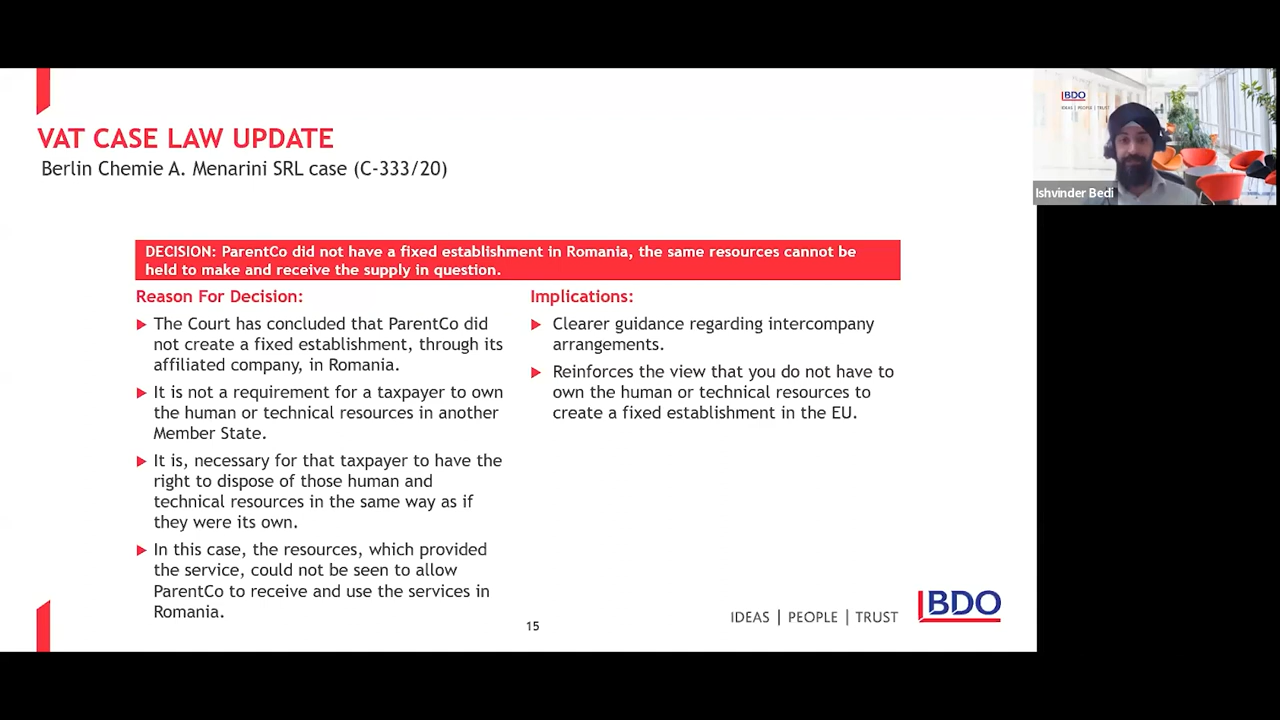 VAT CASE LAW UPDATE
Berlin Chemie A. Menarini SRL case (C-333/20)
DECISION: ParentCo did not have a fixed establishment in Romania, the same resources cannot be
held to make and receive the supply in question.
Reason For Decision:
The Court has concluded that ParentCo did
not create a fixed establishment, through its
affiliated company, in Romania.
It is not a requirement for a taxpayer to own
the human or technical resources in another
Member State.
It is, necessary for that taxpayer to have the
right to dispose of those human and
technical resources in the same way as if
they were its own.
In this case, the resources, which provided
the service, could not be seen to allow
ParentCo to receive and use the services in
Romania.
Implications:
Clearer guidance regarding intercompany
arrangements.
Reinforces the view that you do not have to
own the human or technical resources to
create a fixed establishment in the EU.
15
IDEAS | PEOPLE | TRUST
BDO
BDO
IDEAS | PEOPLE | TRUST
Ishvinder Bedi